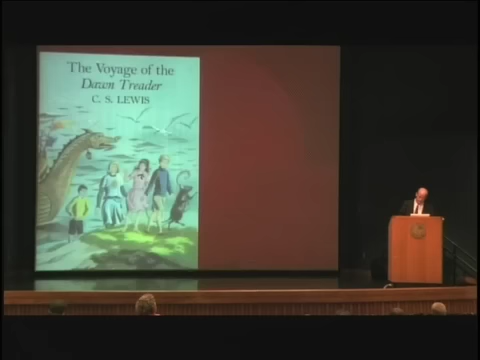 The Voyage of the
Dawn Treader
C. S. LEWIS